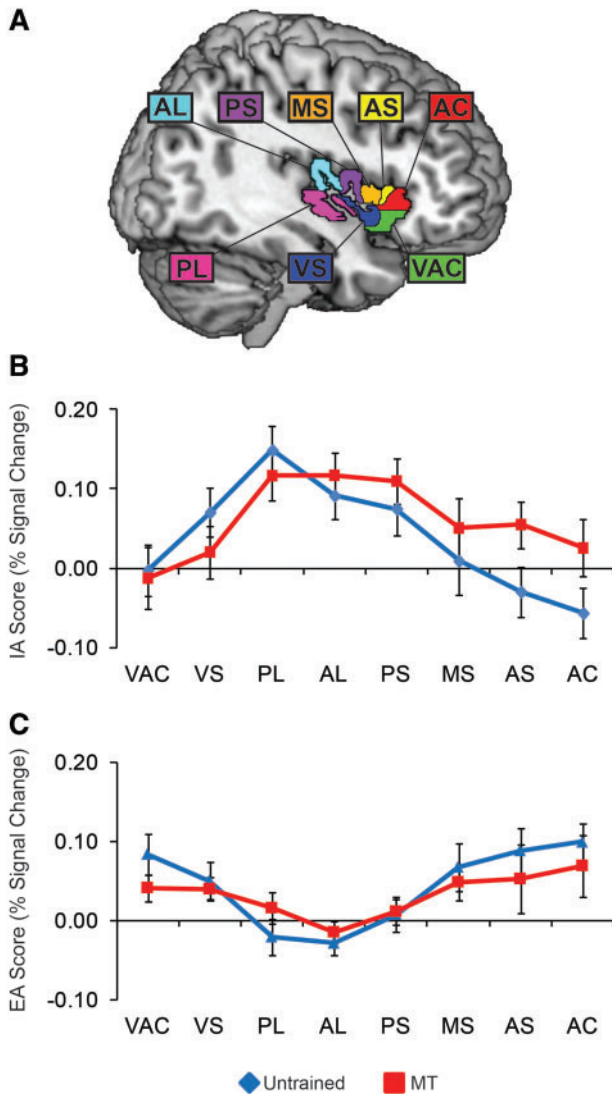 A
AL PS MS AS AC
PL VS VAC
B
IA Score (% Signal Change)
0.20
0.10
0.00
-0.10
VAC VS PL AL PS MS AS AC
C
EA Score (% Signal Change)
0.20
0.10
0.00
-0.10
VAC VS PL AL PS MS AS AC
Untrained MT